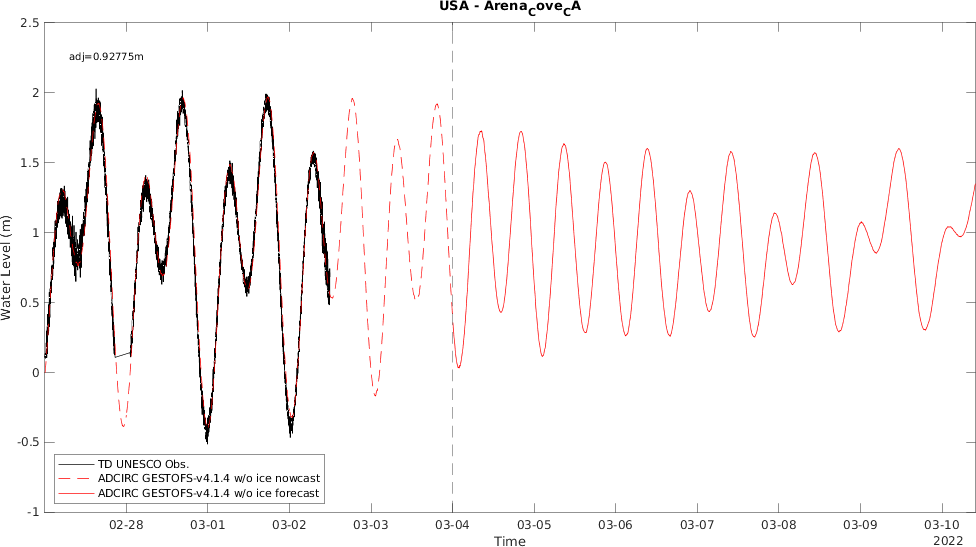 USA - ArenaCoveCA
adj=0.92775m
2.5
2
1.5
1
0.5
0
-0.5
-1
Water Level (m)
TD UNESCO Obs.
ADCIRC GESTOFS-v4.1.4 w/o ice nowcast
ADCIRC GESTOFS-v4.1.4 w/o ice forecast
02-28 03-01 03-02 03-03 03-04 03-05 03-06 03-07 03-08 03-09 03-10
Time
2022